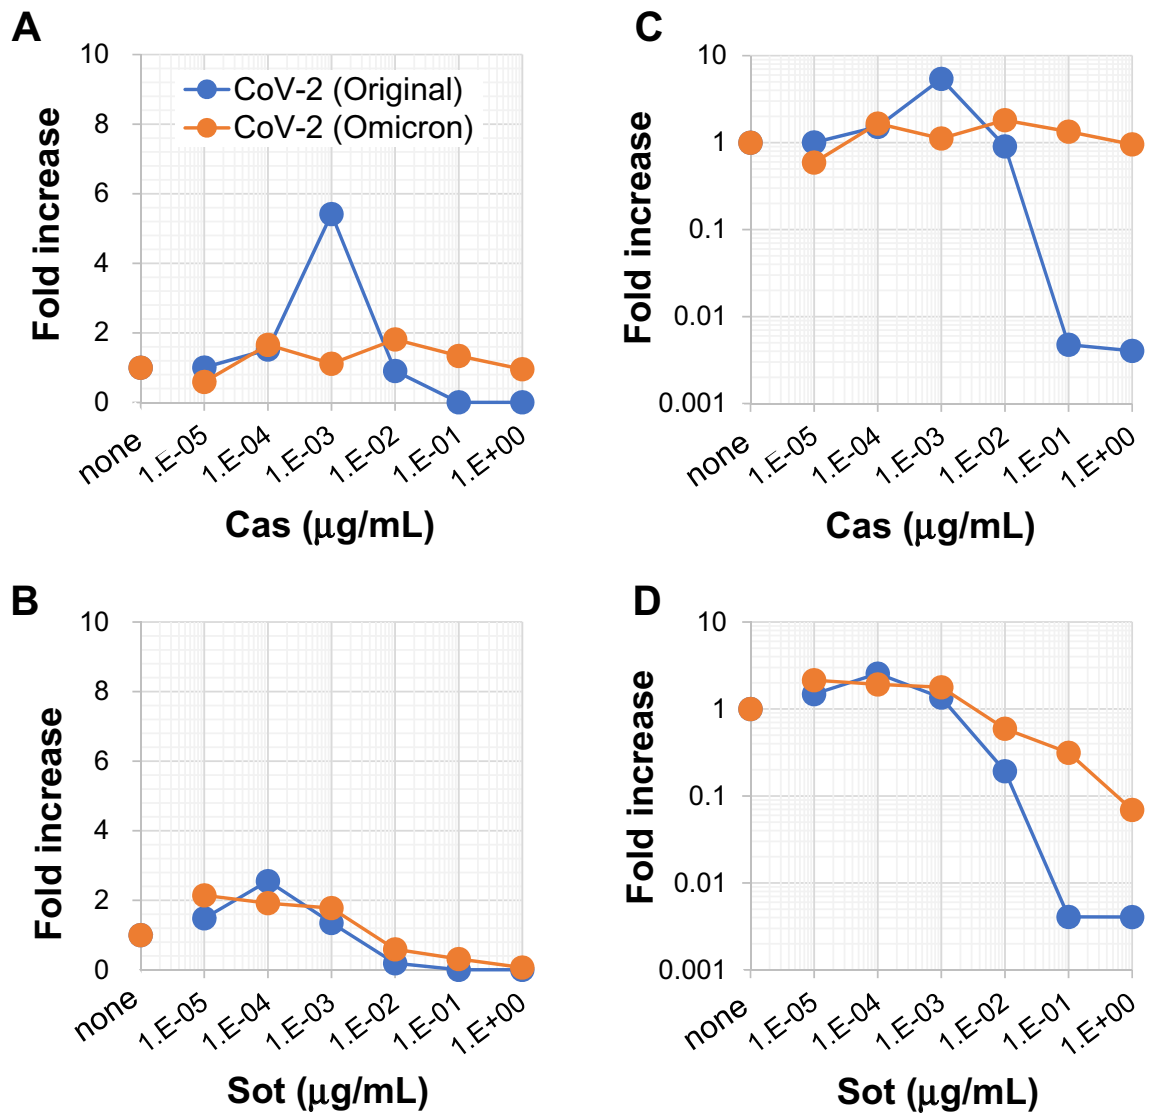 A
Fold increase
10
8
6
4
2
0
CoV-2 (Original)
CoV-2 (Omicron)
none
1.E-05
1.E-04
1.E-03
1.E-02
1.E-01
1.E+00
Cas (μg/mL)
C
Fold increase
10
1
0.1
0.01
0.001
none
1.E-05
1.E-04
1.E-03
1.E-02
1.E-01
1.E+00
Cas (μg/mL)
B
Fold increase
10
8
6
4
2
0
none
1.E-05
1.E-04
1.E-03
1.E-02
1.E-01
1.E+00
Sot (μg/mL)
D
Fold increase
10
1
0.1
0.01
0.001
none
1.E-05
1.E-04
1.E-03
1.E-02
1.E-01
1.E+00
Sot (μg/mL)